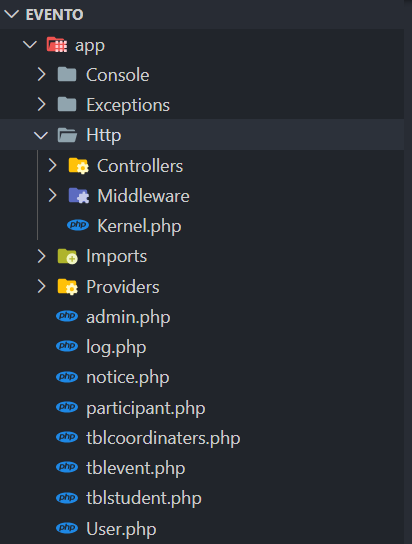 EVENTO
app
Console
Exceptions
Http
Controllers
Middleware
php Kernel.php
Imports
Providers
php admin.php
php log.php
php notice.php
php participant.php
php tblcoordinaters.php
php tblevent.php
php tblstudent.php
php User.php